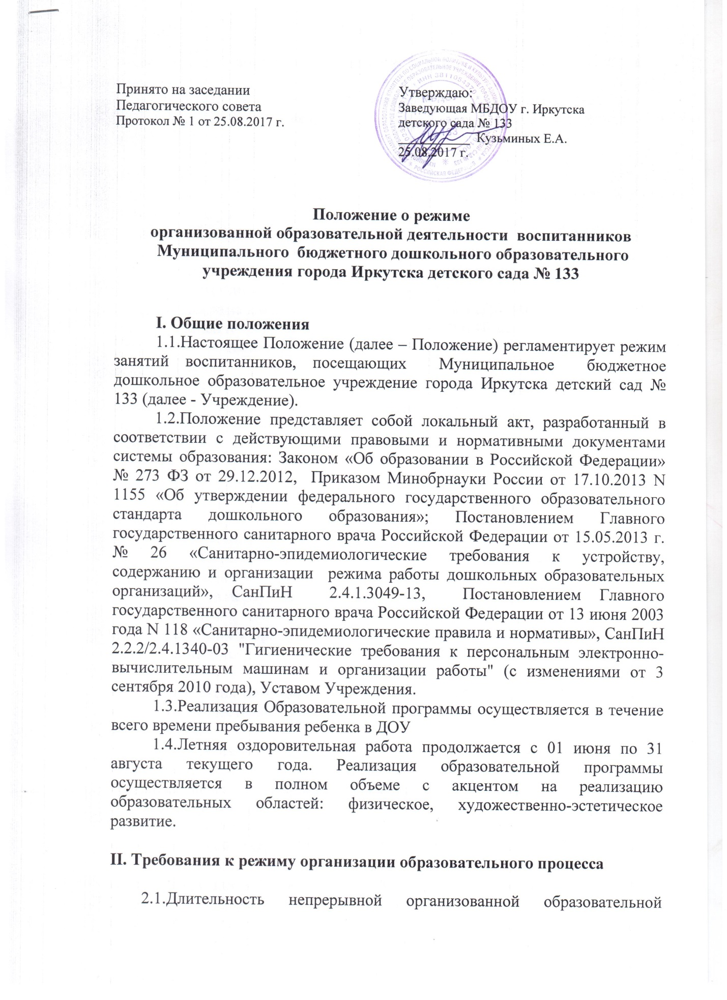 Принято на заседании
Педагогического совета
Протокол № 1 от 25.08.2017 г.
Утверждаю:
Заведующая МБДОУ г. Иркутска
детского сада № 133
Кузьминых Е.А.
25.08.2017 г.
ИНН 3811054370
РОССИЙСКАЯ ФЕДЕРАЦИЯ
Положение о режиме
организованной образовательной деятельности воспитанников
Муниципального бюджетного дошкольного образовательного
учреждения города Иркутска детского сада № 133
I. Общие положения
1.1.Настоящее Положение (далее – Положение) регламентирует режим
занятий воспитанников, посещающих Муниципальное бюджетное
дошкольное образовательное учреждение города Иркутска детский сад №
133 (далее - Учреждение).
1.2.Положение представляет собой локальный акт, разработанный в
соответствии с действующими правовыми и нормативными документами
системы образования: Законом «Об образовании в Российской Федерации»
№ 273 ФЗ от 29.12.2012, Приказом Минобрнауки России от 17.10.2013 N
1155 «Об утверждении федерального государственного образовательного
стандарта дошкольного образования»; Постановлением Главного
государственного санитарного врача Российской Федерации от 15.05.2013 г.
№ 26 «Санитарно-эпидемиологические требования к устройству,
содержанию и организации режима работы дошкольных образовательных
организаций», СанПиН 2.4.1.3049-13, Постановлением Главного
государственного санитарного врача Российской Федерации от 13 июня 2003
года N 118 «Санитарно-эпидемиологические правила и нормативы», СанПиН
2.2.2/2.4.1340-03 "Гигиенические требования к персональным электронно-
вычислительным машинам и организации работы" (с изменениями от 3
сентября 2010 года), Уставом Учреждения.
1.3.Реализация Образовательной программы осуществляется в течение
всего времени пребывания ребенка в ДОУ
1.4.Летняя оздоровительная работа продолжается с 01 июня по 31
августа текущего года. Реализация образовательной программы
осуществляется в полном объеме с акцентом на реализацию
образовательных областей: физическое, художественно-эстетическое
развитие.
II. Требования к режиму организации образовательного процесса
2.1.Длительность непрерывной организованной образовательной